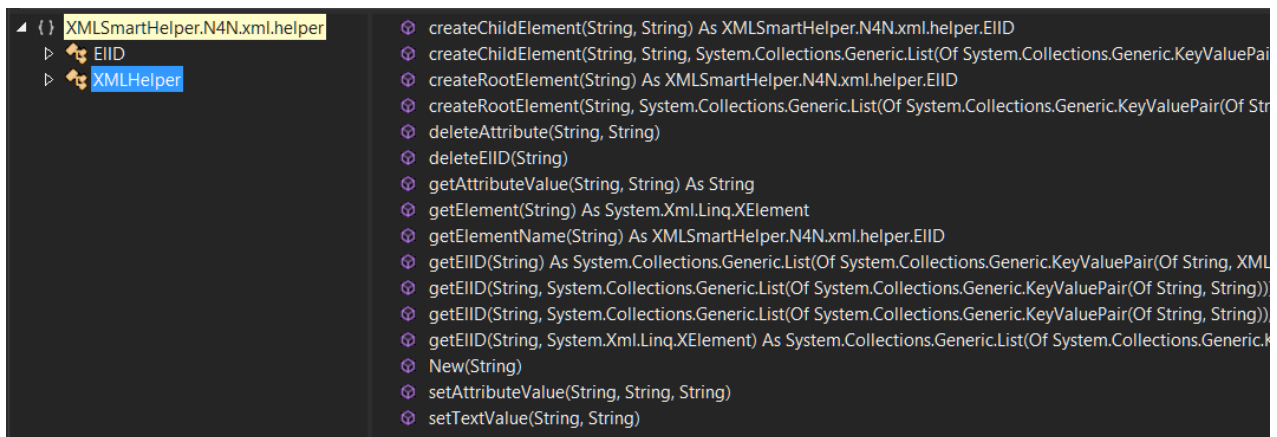 XMLSmartHelper.N4N.xml.helper
EIID
XMLHelper
createChildElement(String, String) As XMLSmartHelper.N4N.xml.helper.EIID
createChildElement(String, String, System.Collections.Generic.List(Of System.Collections.Generic.KeyValuePai
createRootElement(String) As XMLSmartHelper.N4N.xml.helper.EIID
createRootElement(String, System.Collections.Generic.List(Of System.Collections.Generic.KeyValuePair(Of Str
deleteAttribute(String, String)
deleteEIID(String)
getAttributeValue(String, String) As String
getElement(String) As System.Xml.Linq.XElement
getElementName(String) As XMLSmartHelper.N4N.xml.helper.EIID
getEIID(String) As System.Collections.Generic.List(Of System.Collections.Generic.KeyValuePair(Of String, XML
getEIID(String, System.Collections.Generic.List(Of System.Collections.Generic.KeyValuePair(Of String, String))
getEIID(String, System.Collections.Generic.List(Of System.Collections.Generic.KeyValuePair(Of String, String)),
getEIID(String, System.Xml.Linq.XElement) As System.Collections.Generic.List(Of System.Collections.Generic.K
New(String)
setAttributeValue(String, String, String)
setTextValue(String, String)